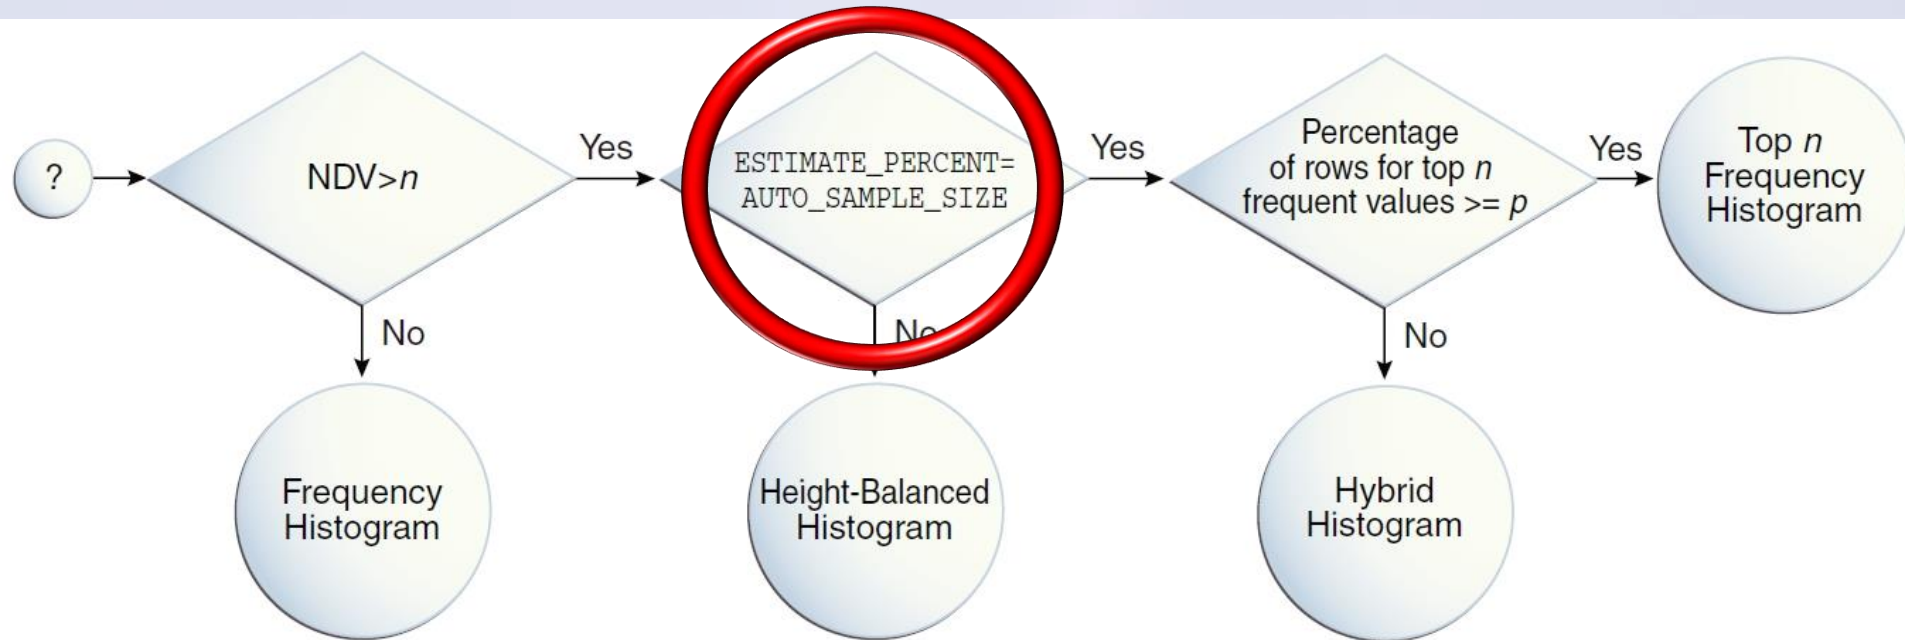 ?
NDV>n
Yes
No
Frequency
Histogram
ESTIMATE_PERCENT=
AUTO_SAMPLE_SIZE
Yes
No
Height-Balanced
Histogram
Percentage
of rows for top n
frequent values >= p
Yes
No
Hybrid
Histogram
Top n
Frequency
Histogram